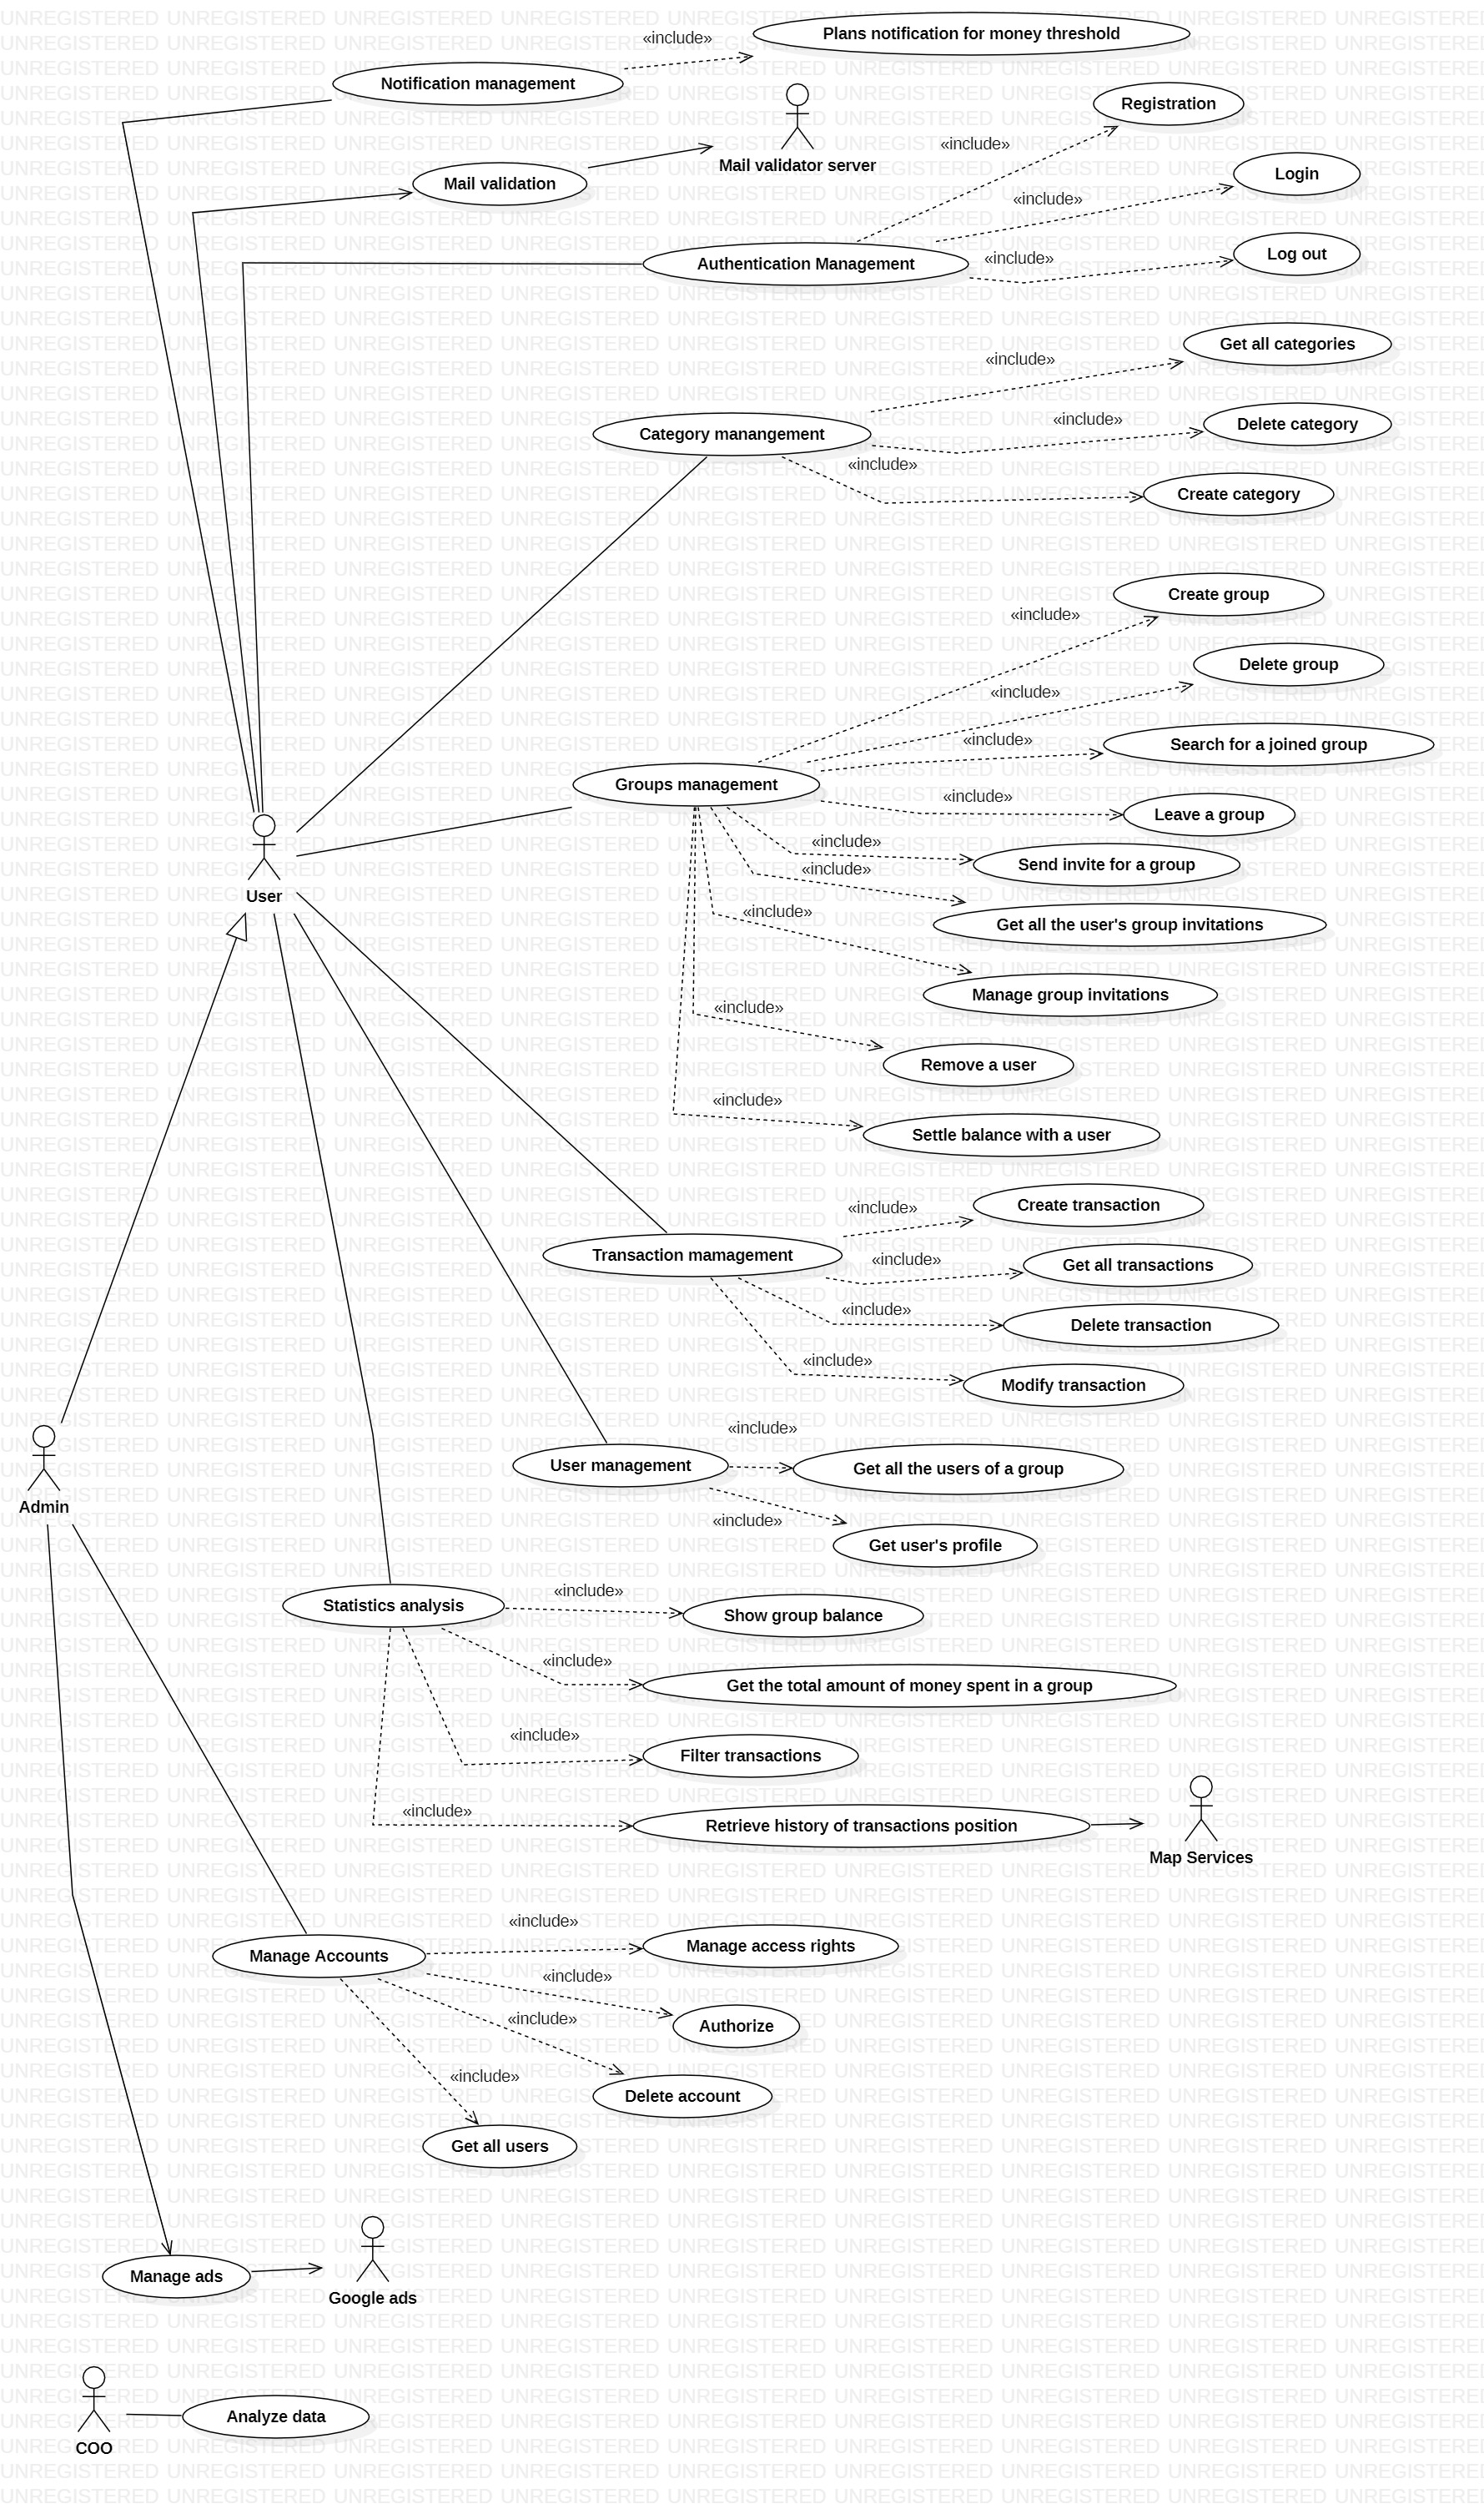 Plans notification for money threshold
«include»
Notification management
Registration
Mail validator server
«include»
Mail validation
Login
«include»
Authentication Management
«include»
Log out
Get all categories
«include»
Category manangement
«include»
Delete category
«include»
Create category
Create group
«include»
Delete group
«include»
«include»
Search for a joined group
Groups management
«include»
Leave a group
«include»
Send invite for a group
«include»
User
«include»
Get all the user's group invitations
Manage group invitations
«include»
Remove a user
«include»
Settle balance with a user
«include»
Create transaction
Transaction mamagement
«include»
Get all transactions
«include»
Delete transaction
«include»
Modify transaction
«include»
User management
Get all the users of a group
Admin
«include»
Get user's profile
«include»
Statistics analysis
Show group balance
«include»
Get the total amount of money spent in a group
«include»
Filter transactions
«include»
Retrieve history of transactions position
Map Services
«include»
Manage Accounts
Manage access rights
«include»
«include»
Authorize
«include»
Delete account
Get all users
Manage ads
Google ads
Analyze data
COO
UNREGISTERED